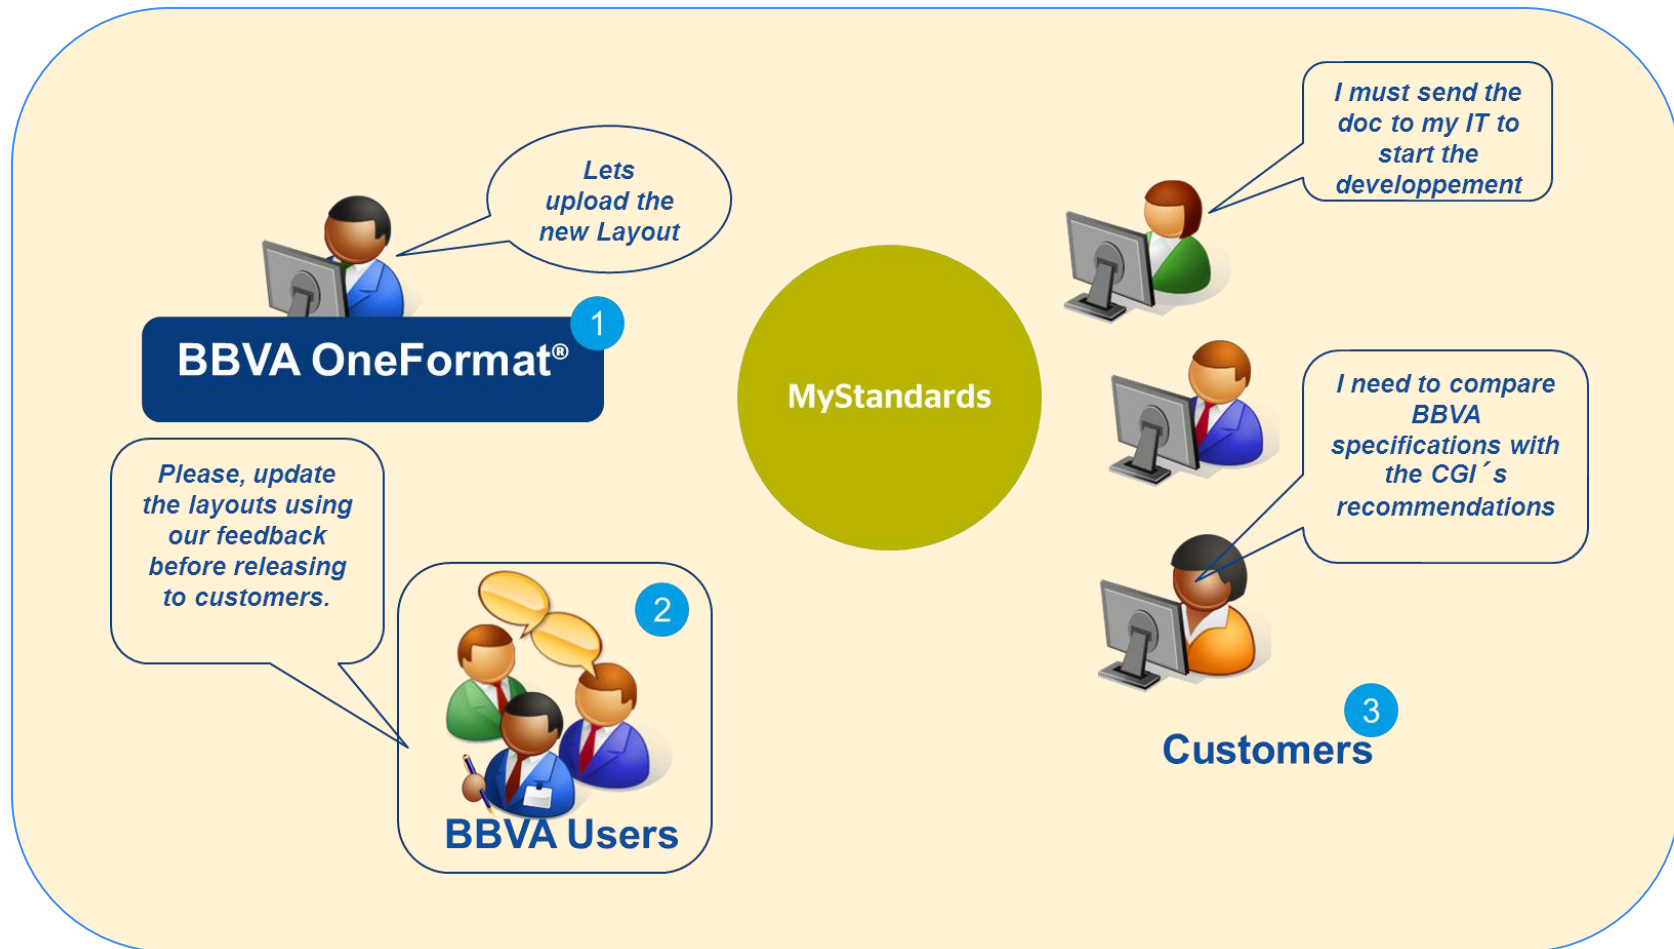 Lets
upload the
new Layout
1
BBVA OneFormat®
Please, update
the layouts using
our feedback
before releasing
to customers.
2
BBVA Users
MyStandards
I must send the
doc to my IT to
start the
developpement
I need to compare
BBVA
specifications with
the CGI´s
recommendations
3
Customers